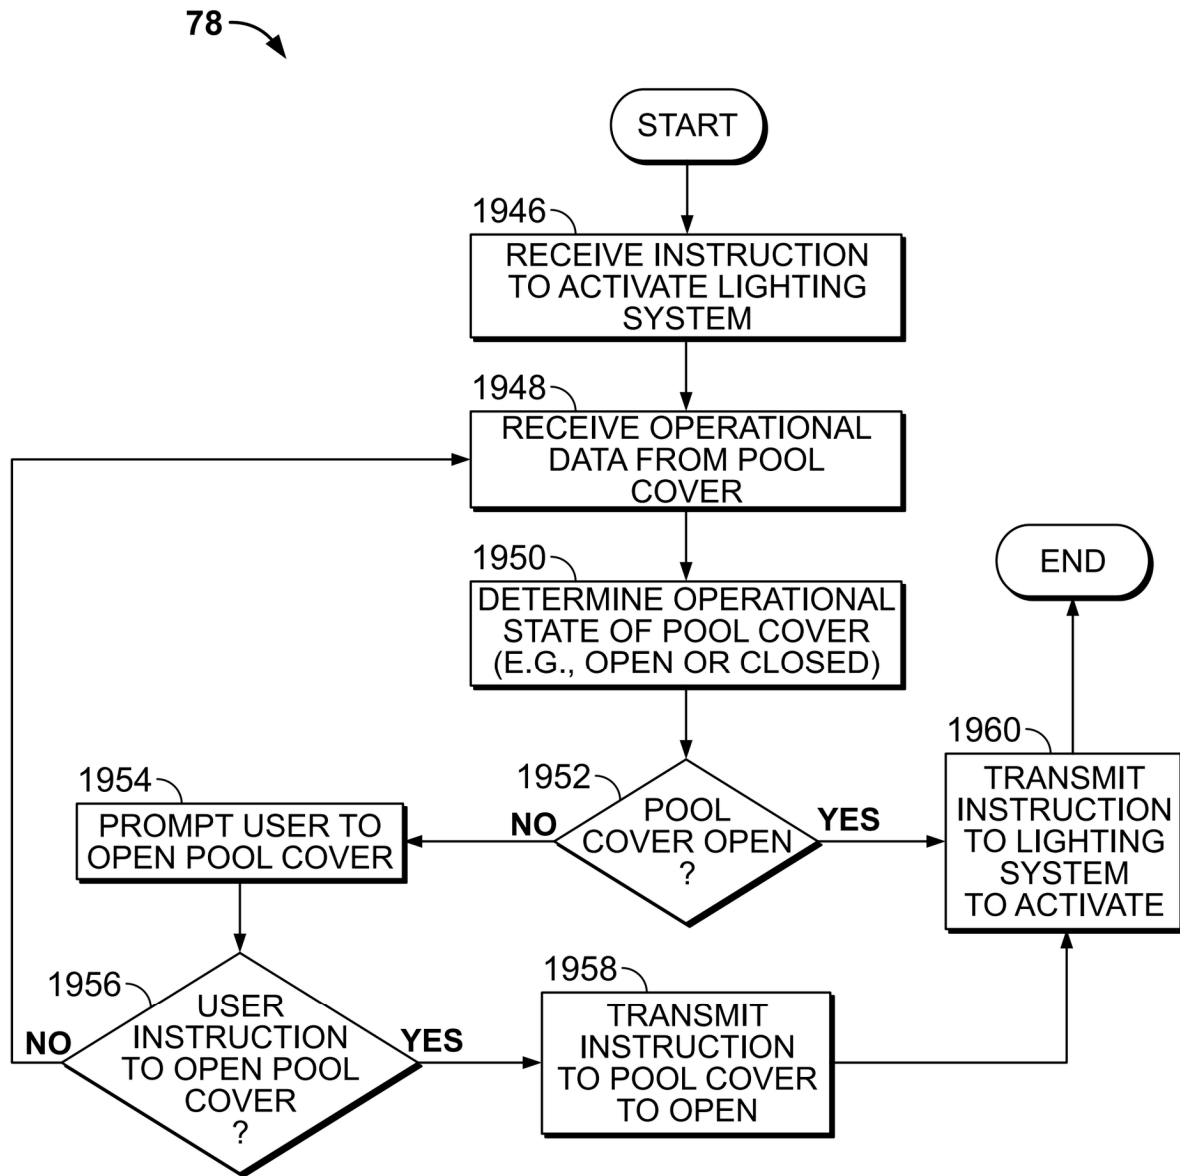 78
START
1946
RECEIVE INSTRUCTION
TO ACTIVATE LIGHTING
SYSTEM
1948
RECEIVE OPERATIONAL
DATA FROM POOL
COVER
1950
DETERMINE OPERATIONAL
STATE OF POOL COVER
(E.G., OPEN OR CLOSED)
END
1952
POOL
COVER OPEN
?
NO
YES
1954
PROMPT USER TO
OPEN POOL COVER
1960
TRANSMIT
INSTRUCTION
TO LIGHTING
SYSTEM
TO ACTIVATE
1956
USER
INSTRUCTION
TO OPEN POOL
COVER
?
NO
YES
1958
TRANSMIT
INSTRUCTION
TO POOL COVER
TO OPEN